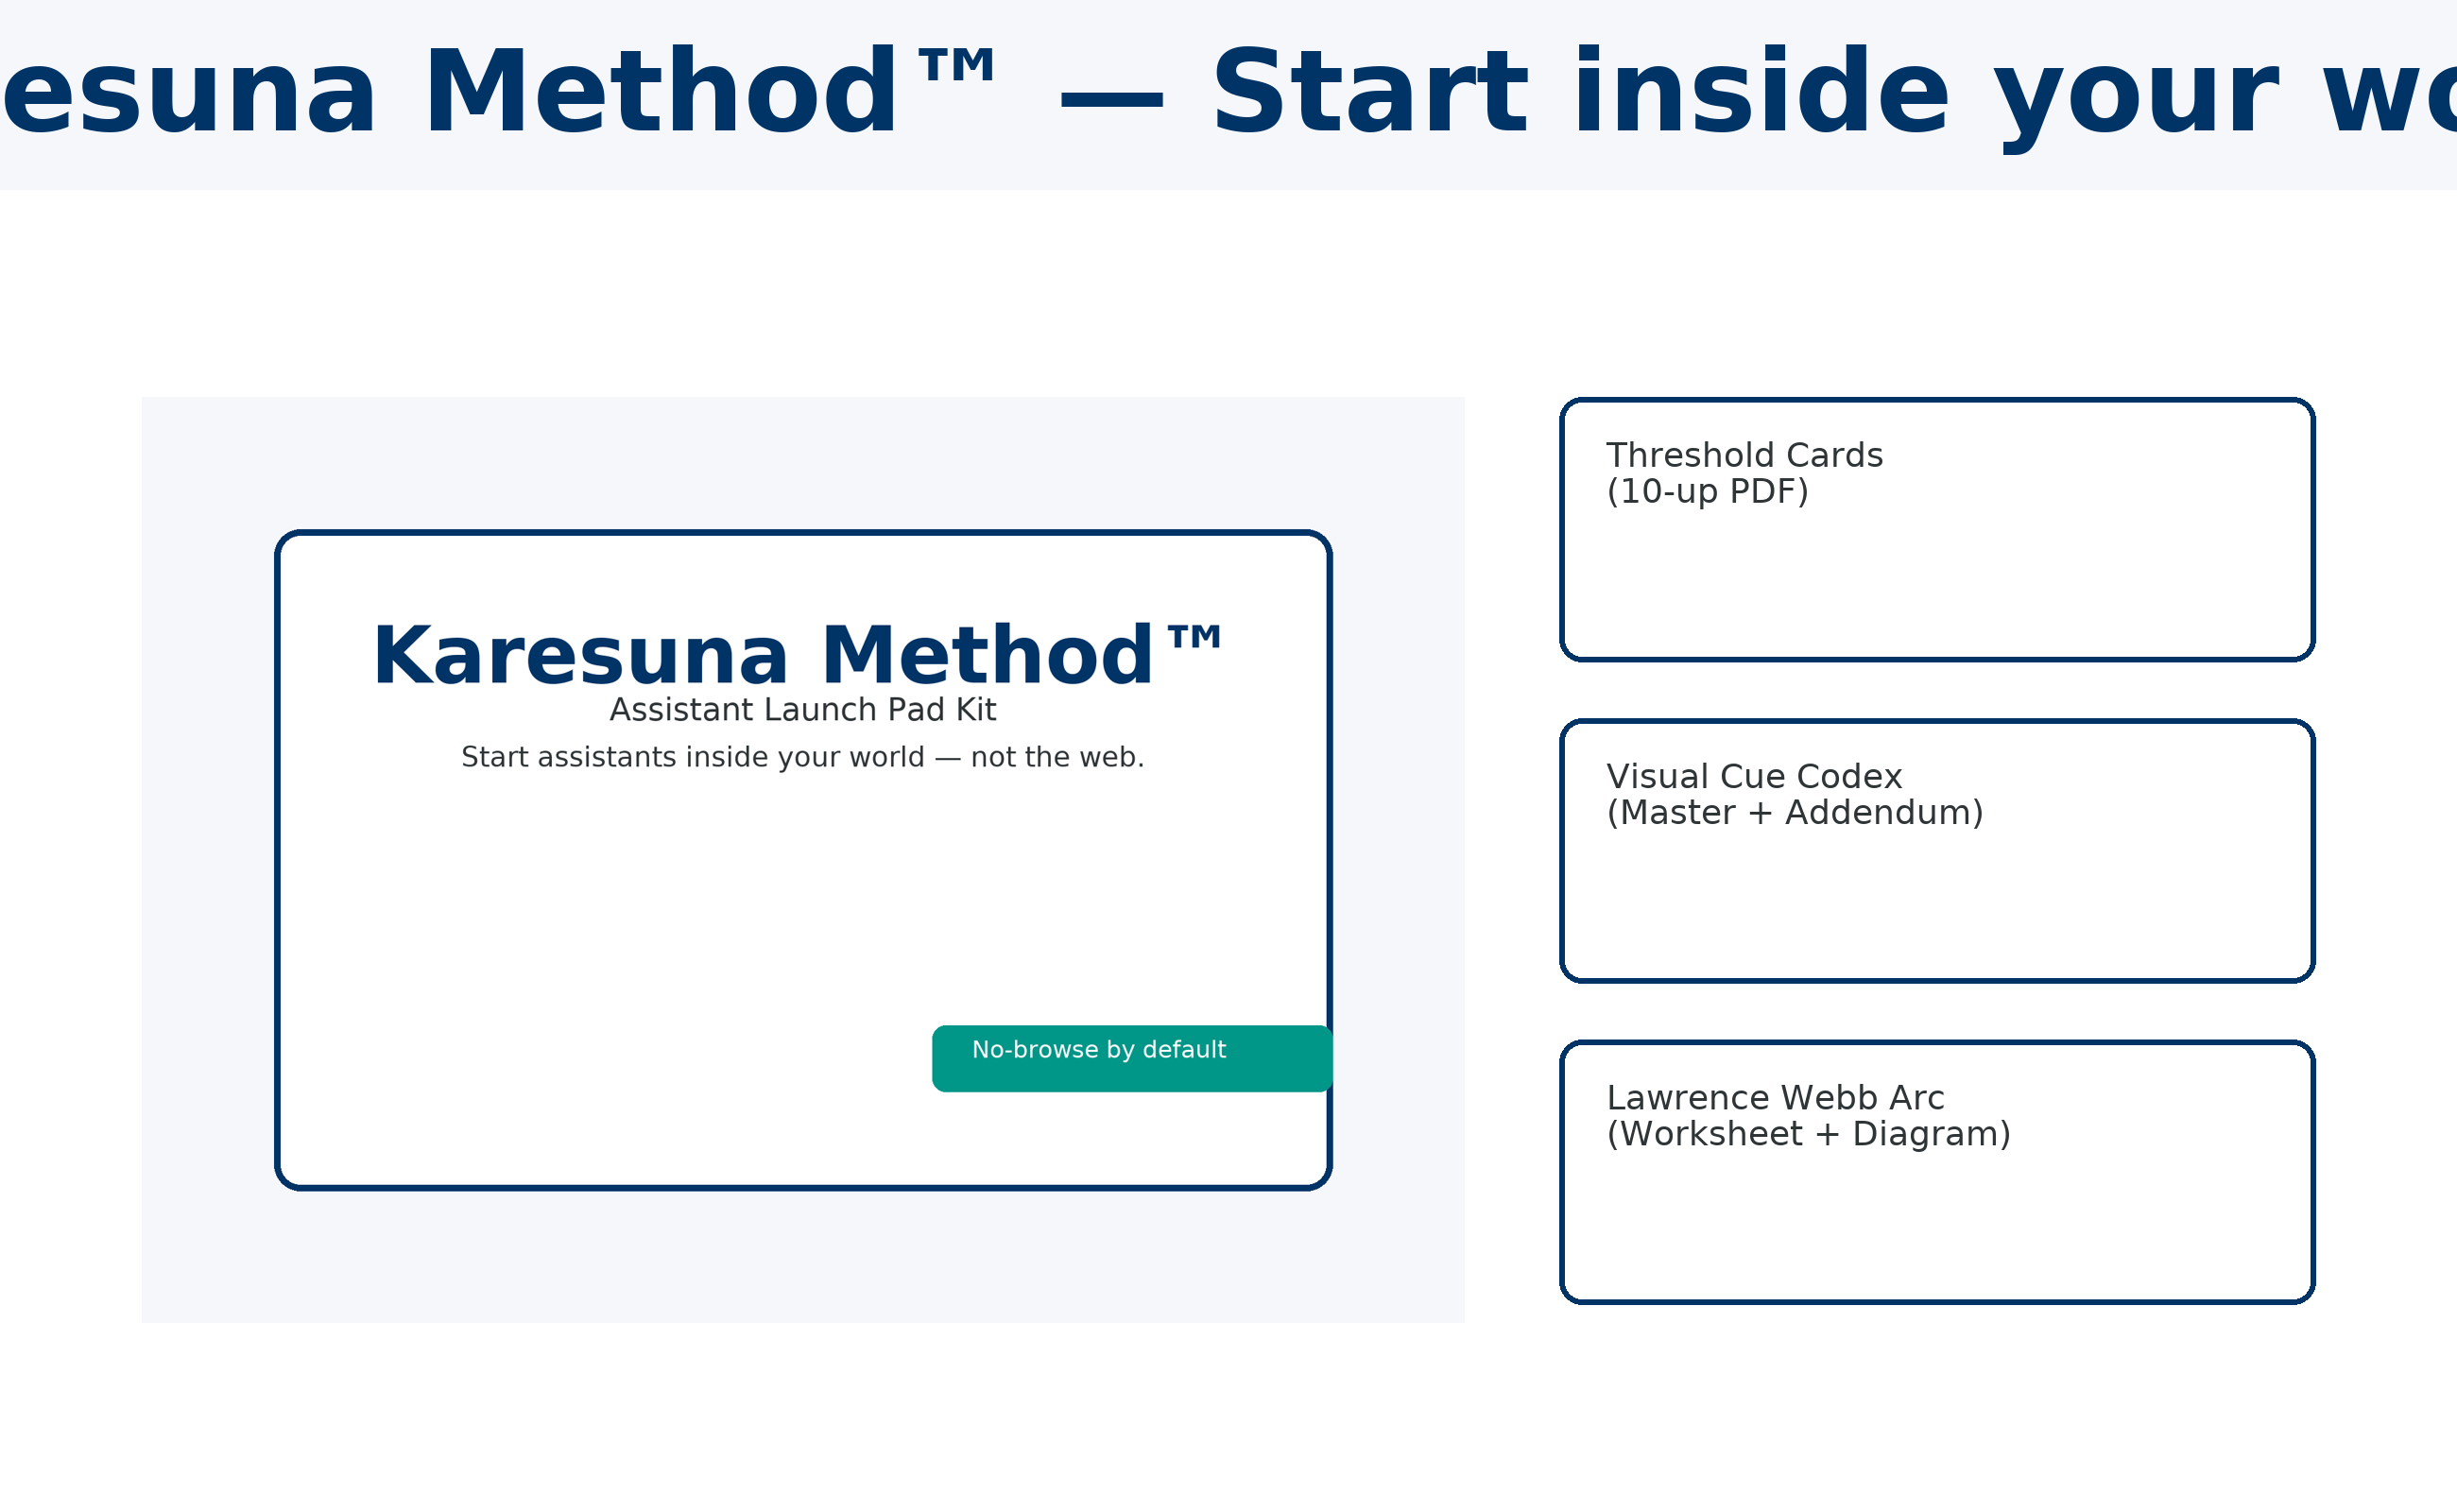 esuna Method™ — Start inside your wo
Karesuna Method™
Assistant Launch Pad Kit
Start assistants inside your world — not the web.
No-browse by default
Threshold Cards
(10-up PDF)
Visual Cue Codex
(Master + Addendum)
Lawrence Webb Arc
(Worksheet + Diagram)